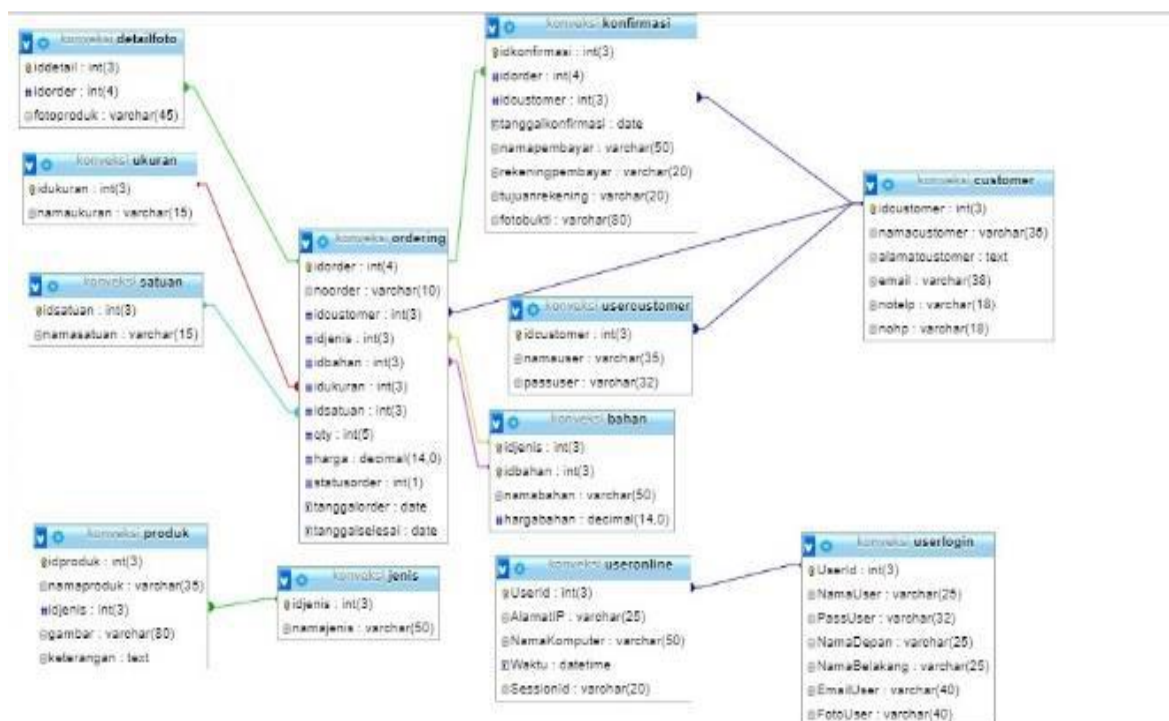 konveksi detailfoto
iddetail : int(3)
idorder : int(4)
fotoproduk : varchar(45)
konveksi ukuran
idukuran : int(3)
namaukuran : varchar(15)
konveksi satuan
idsatuan : int(3)
namasatuan : varchar(15)
konveksi produk
idproduk : int(3)
namaproduk : varchar(35)
idjenis : int(3)
gambar : varchar(80)
keterangan : text
konveksi jenis
idjenis : int(3)
namajenis : varchar(50)
konveksi ordering
idorder : int(4)
noorder : varchar(10)
idcustomer : int(3)
idjenis : int(3)
idbahan : int(3)
idukuran : int(3)
idsatuan : int(3)
qty : int(5)
harga : decimal(14,0)
statusorder : int(1)
tanggalorder : date
tanggalselesai : date
konveksi konfirmasi
idkonfirmasi : int(3)
idorder : int(4)
idcustomer : int(3)
tanggalkonfirmasi : date
namapembayar : varchar(50)
rekeningpembayar : varchar(20)
tujuanrekening : varchar(20)
fotobukti : varchar(80)
konveksi usercustomer
idcustomer : int(3)
namauser : varchar(35)
passuser : varchar(32)
konveksi bahan
idjenis : int(3)
idbahan : int(3)
namabahan : varchar(50)
hargabahan : decimal(14,0)
konveksi useronline
UserId : int(3)
AlamatIP : varchar(25)
NamaKomputer : varchar(50)
Waktu : datetime
SessionId : varchar(20)
konveksi customer
idcustomer : int(3)
namacustomer : varchar(35)
alamatcustomer : text
email : varchar(38)
notelp : varchar(18)
nohp : varchar(18)
konveksi userlogin
UserId : int(3)
NamaUser : varchar(25)
PassUser : varchar(32)
NamaDepan : varchar(25)
NamaBelakang : varchar(25)
EmailUser : varchar(40)
FotoUser : varchar(40)